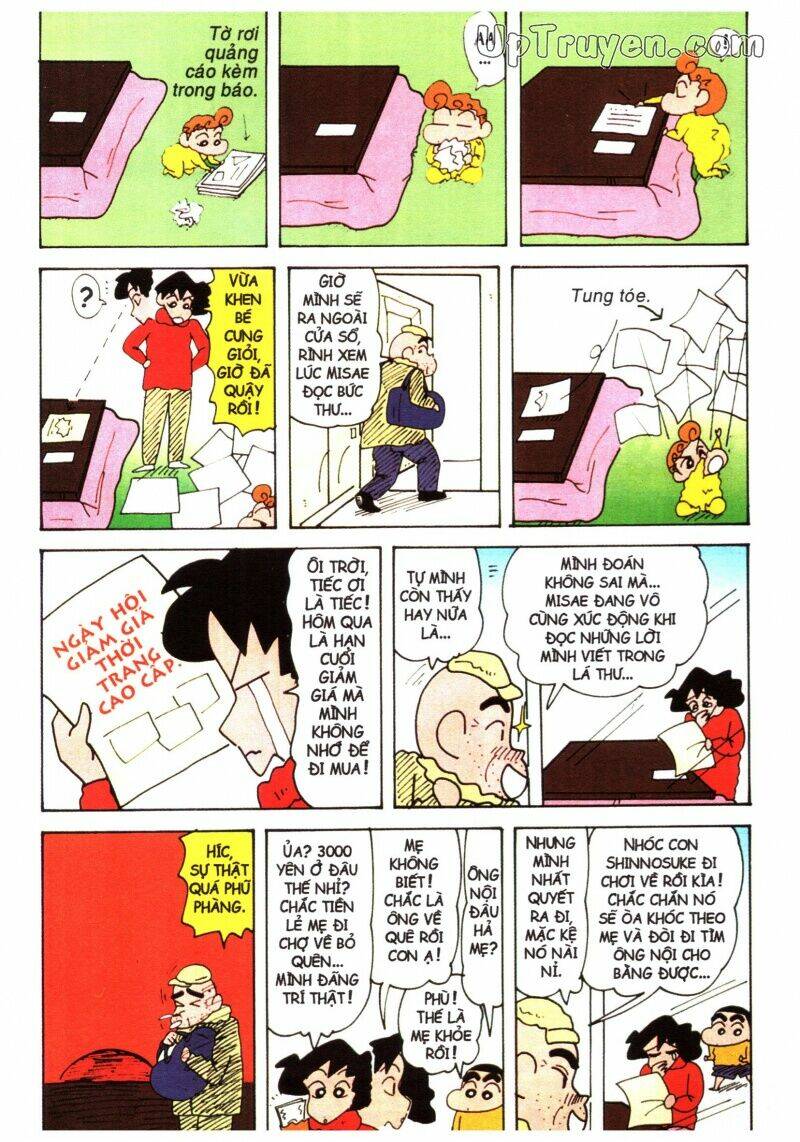 UpTruyen.com
AA
...
Tờ rơi
quảng
cáo kèm
trong báo.
Tung tóe.
GIỜ
MÌNH SẼ
RA NGOÀI
CỬA SỔ,
RÌNH XEM
LÚC MISAE
ĐỌC BỨC
THƯ...
VỪA
KHEN
BÉ
CƯNG
GIỎI,
GIỜ ĐÃ
QUẬY
RỒI!
?
MÌNH ĐOÁN
KHÔNG SAI MÀ...
MISAE ĐANG VÔ
CÙNG XÚC ĐỘNG KHI
ĐỌC NHỮNG LỜI
MÌNH VIẾT TRONG
LÁ THƯ...
TỰ MÌNH
CÒN THẤY
HAY NỮA
LÀ...
ÔI TRỜI,
TIẾC ƠI
LÀ TIẾC!
HÔM QUA
LÀ HẠN
CUỐI
GIẢM
GIÁ MÀ
MÌNH
KHÔNG
NHỚ ĐỂ
ĐI MUA!
NGÀY HỘI
GIẢM GIÁ
THỜI
TRANG
CAO CẤP.
NHÓC CON
SHINNOSUKE ĐI
CHƠI VỀ RỒI KÌA!
CHẮC CHẮN NÓ
SẼ ÒA KHÓC THEO
MẸ VÀ ĐÒI ĐI TÌM
ÔNG NỘI CHO
BẰNG ĐƯỢC...
NHƯNG
MÌNH
NHẤT
QUYẾT
RA ĐI,
MẶC KỆ
NÓ NÀI
NỈ.
ÔNG
NỘI
ĐÂU
HẢ
MẸ?
MẸ
KHÔNG
BIẾT!
CHẮC LÀ
ÔNG VỀ
QUÊ RỒI
CON Ạ!
PHÙ!
THẾ LÀ
MẸ KHỎE
RỒI!
ỦA? 3000
YÊN Ở ĐÂU
THẾ NHỈ?
CHẮC TIỀN
LẺ MẸ ĐI
CHỢ VỀ BỎ
QUÊN...
MÌNH ĐÃNG
TRÍ THẬT!
HÍC,
SỰ THẬT
QUÁ PHŨ
PHÀNG.